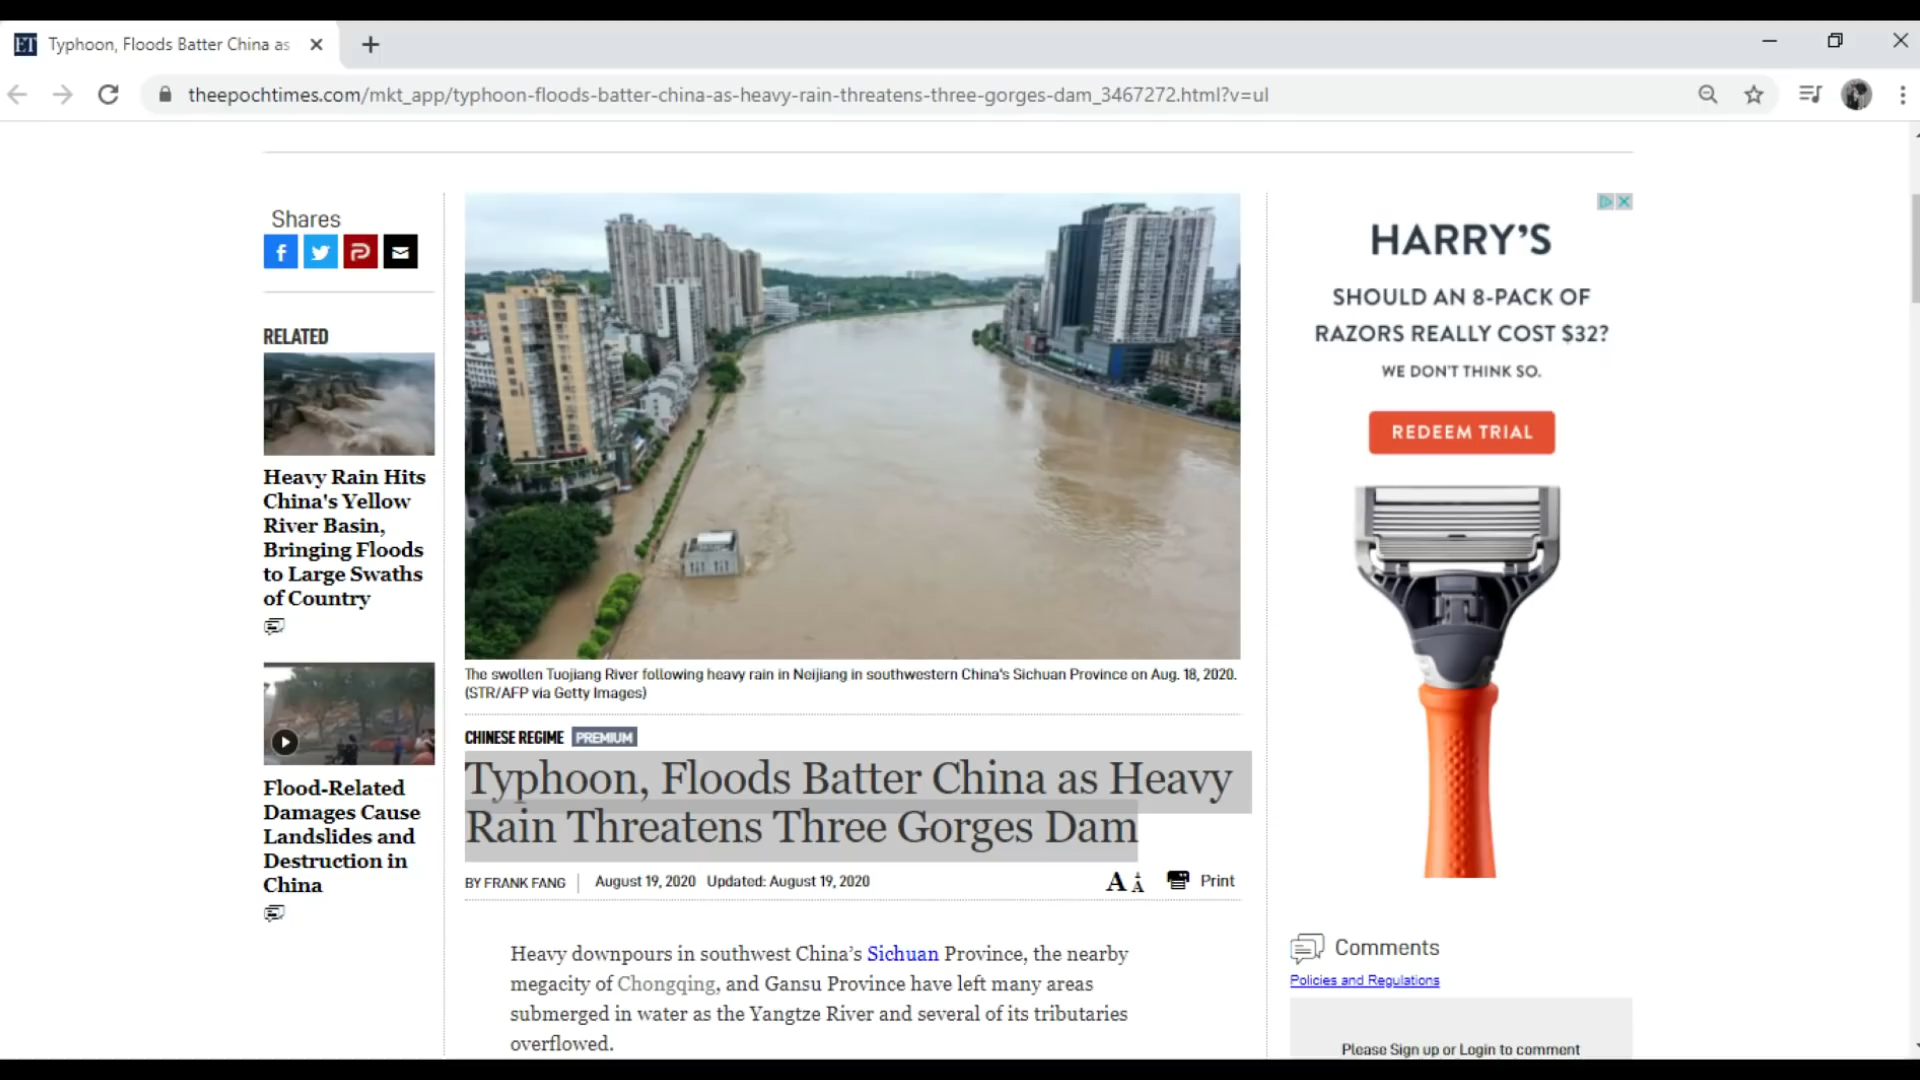 ET Typhoon, Floods Batter China as
theepochtimes.com/mkt_app/typhoon-floods-batter-china-as-heavy-rain-threatens-three-gorges-dam_3467272.html?v=ul
Shares
RELATED
Heavy Rain Hits
China's Yellow
River Basin,
Bringing Floods
to Large Swaths
of Country
Flood-Related
Damages Cause
Landslides and
Destruction in
China
The swollen Tuojiang River following heavy rain in Neijiang in southwestern China's Sichuan Province on Aug. 18, 2020.
(STR/AFP via Getty Images)
CHINESE REGIME PREMIUM
Typhoon, Floods Batter China as Heavy
Rain Threatens Three Gorges Dam
BY FRANK FANG August 19, 2020 Updated: August 19, 2020 A A Print
Heavy downpours in southwest China’s Sichuan Province, the nearby
megacity of Chongqing, and Gansu Province have left many areas
submerged in water as the Yangtze River and several of its tributaries
overflowed.
HARRY’S
SHOULD AN 8-PACK OF
RAZORS REALLY COST $32?
WE DON'T THINK SO.
REDEEM TRIAL
Comments
Policies and Regulations
Please Sign up or Login to comment